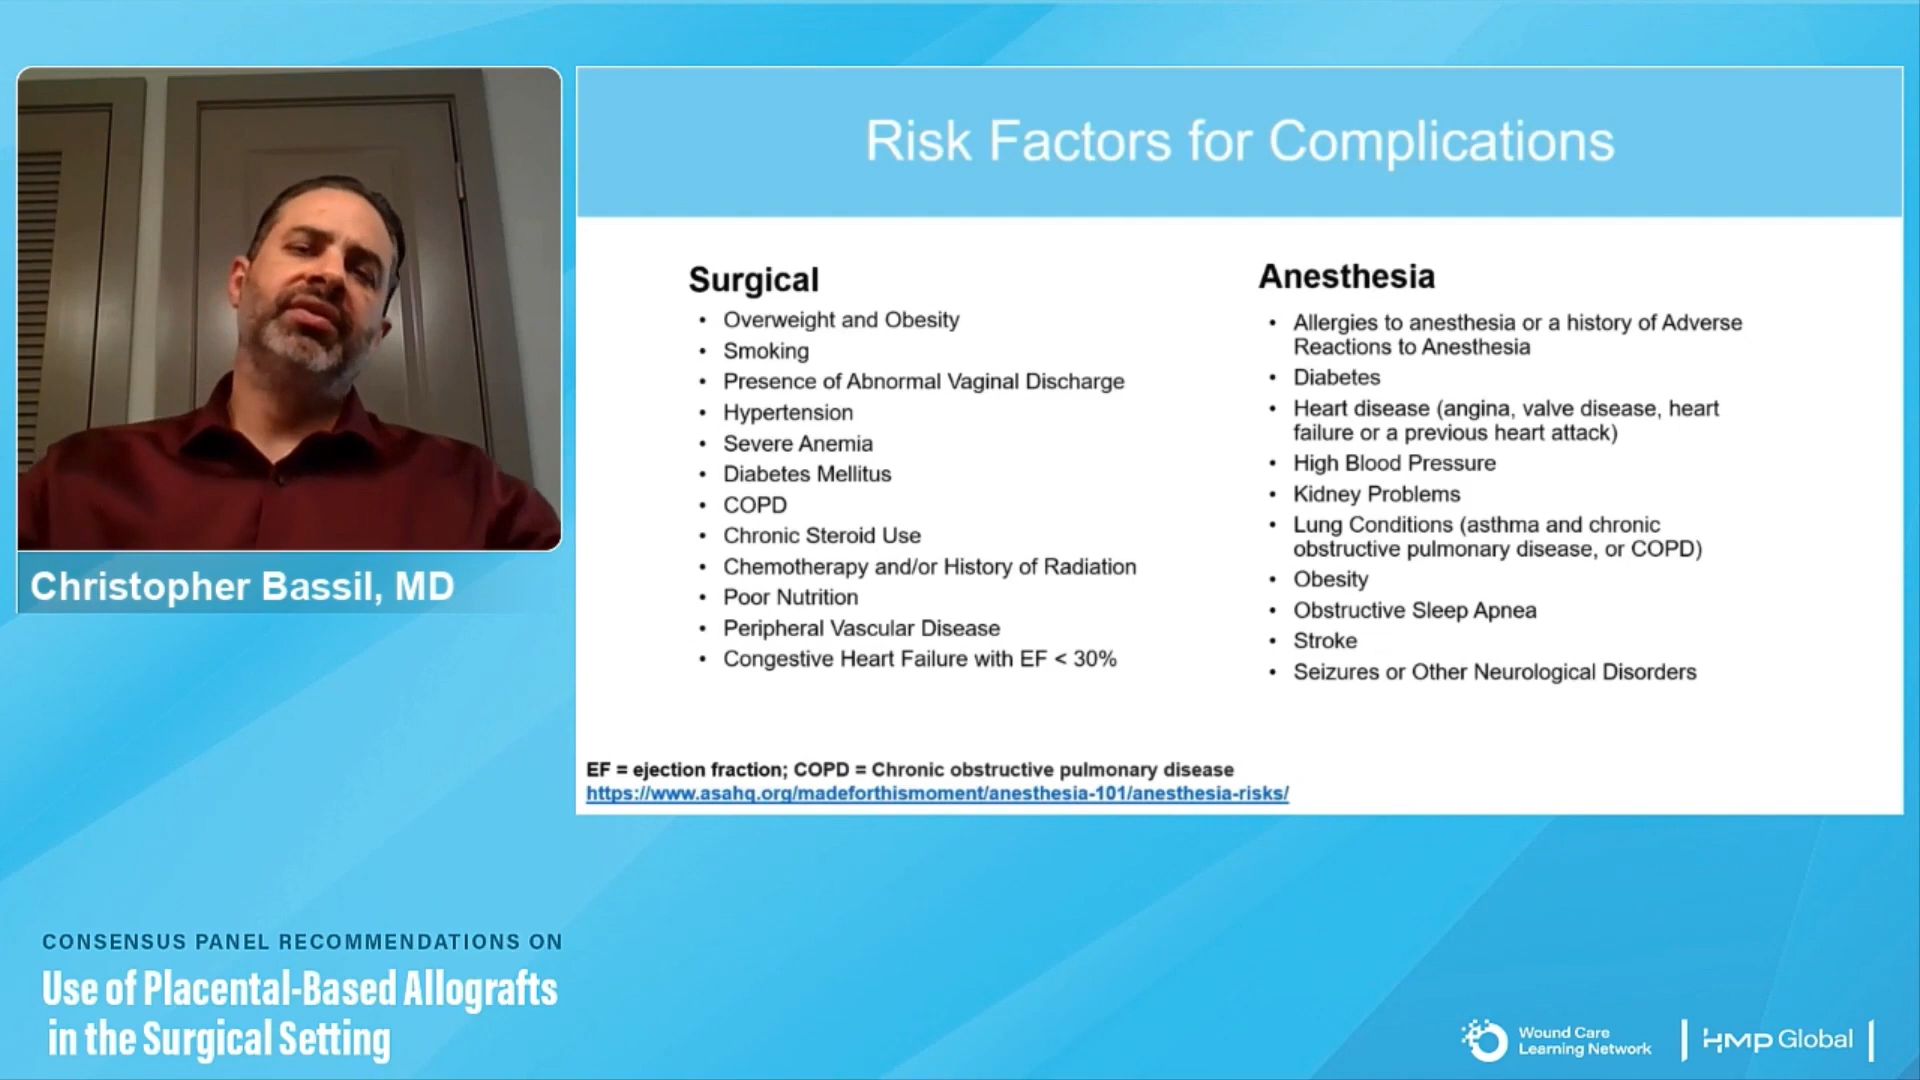 Risk Factors for Complications
Surgical
• Overweight and Obesity
• Smoking
• Presence of Abnormal Vaginal Discharge
• Hypertension
• Severe Anemia
• Diabetes Mellitus
• COPD
• Chronic Steroid Use
• Chemotherapy and/or History of Radiation
• Poor Nutrition
• Peripheral Vascular Disease
• Congestive Heart Failure with EF < 30%
Anesthesia
• Allergies to anesthesia or a history of Adverse
Reactions to Anesthesia
• Diabetes
• Heart disease (angina, valve disease, heart
failure or a previous heart attack)
• High Blood Pressure
• Kidney Problems
• Lung Conditions (asthma and chronic
obstructive pulmonary disease, or COPD)
• Obesity
• Obstructive Sleep Apnea
• Stroke
• Seizures or Other Neurological Disorders
EF = ejection fraction; COPD = Chronic obstructive pulmonary disease
https://www.asahq.org/madeforthismoment/anesthesia-101/anesthesia-risks/
Christopher Bassil, MD
CONSENSUS PANEL RECOMMENDATIONS ON
Use of Placental-Based Allografts
in the Surgical Setting
Wound Care
Learning Network
HMP Global